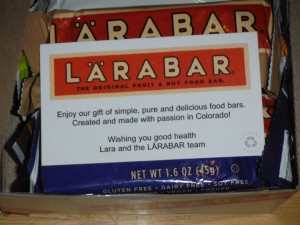 LÄRABAR
LÄRABAR®
THE ORIGINAL FRUIT & NUT FOOD BAR.
Enjoy our gift of simple, pure and delicious food bars.
Created and made with passion in Colorado!
Wishing you good health
Lara and the LÄRABAR team
NET WT 1.6 OZ (45g)
GLUTEN FREE • DAIRY FREE • SOY FREE